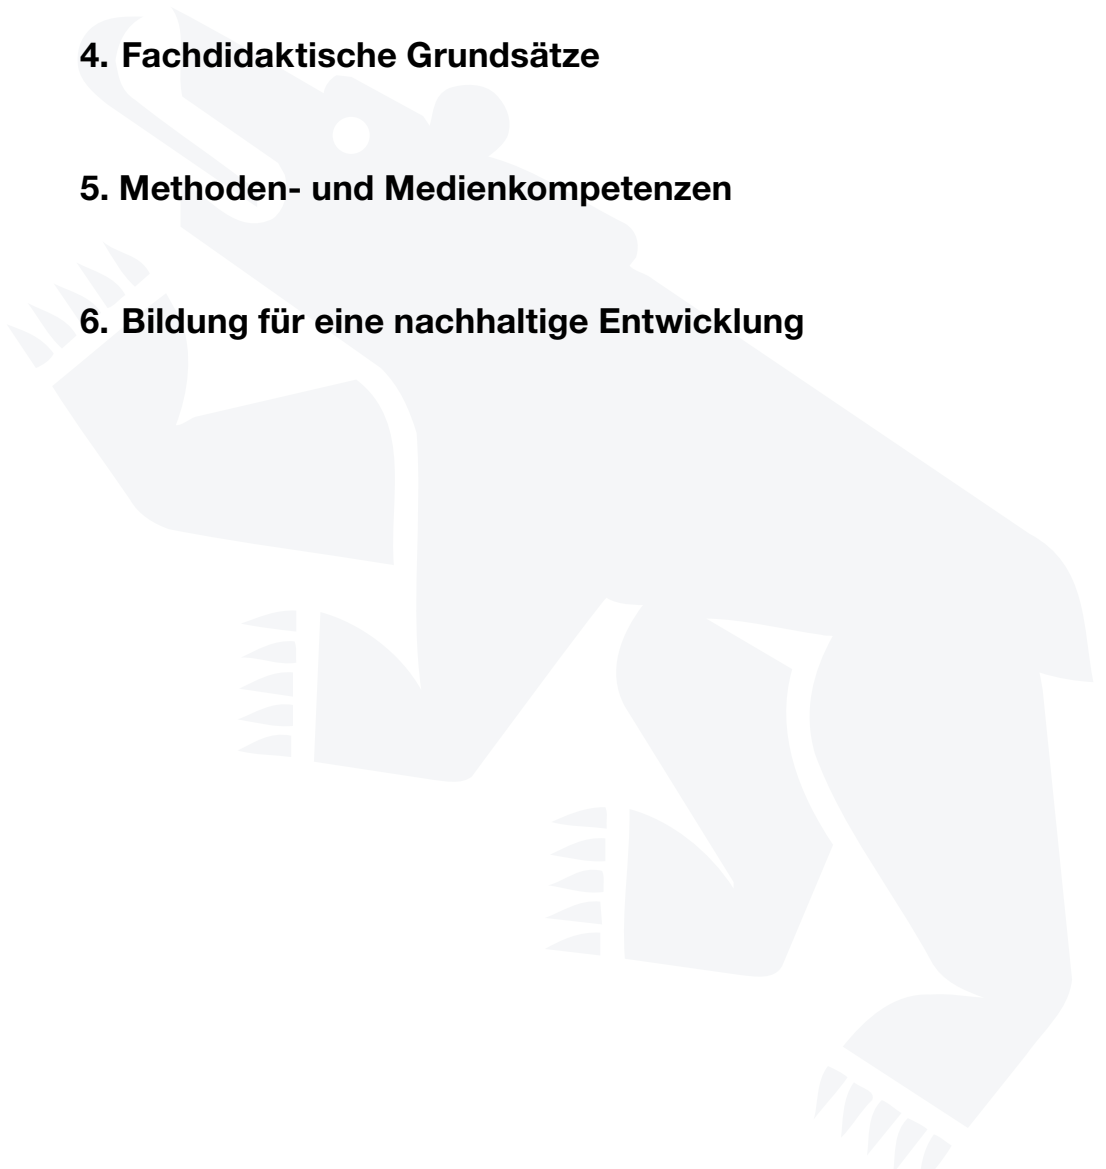 4. Fachdidaktische Grundsätze
5. Methoden- und Medienkompetenzen
6. Bildung für eine nachhaltige Entwicklung